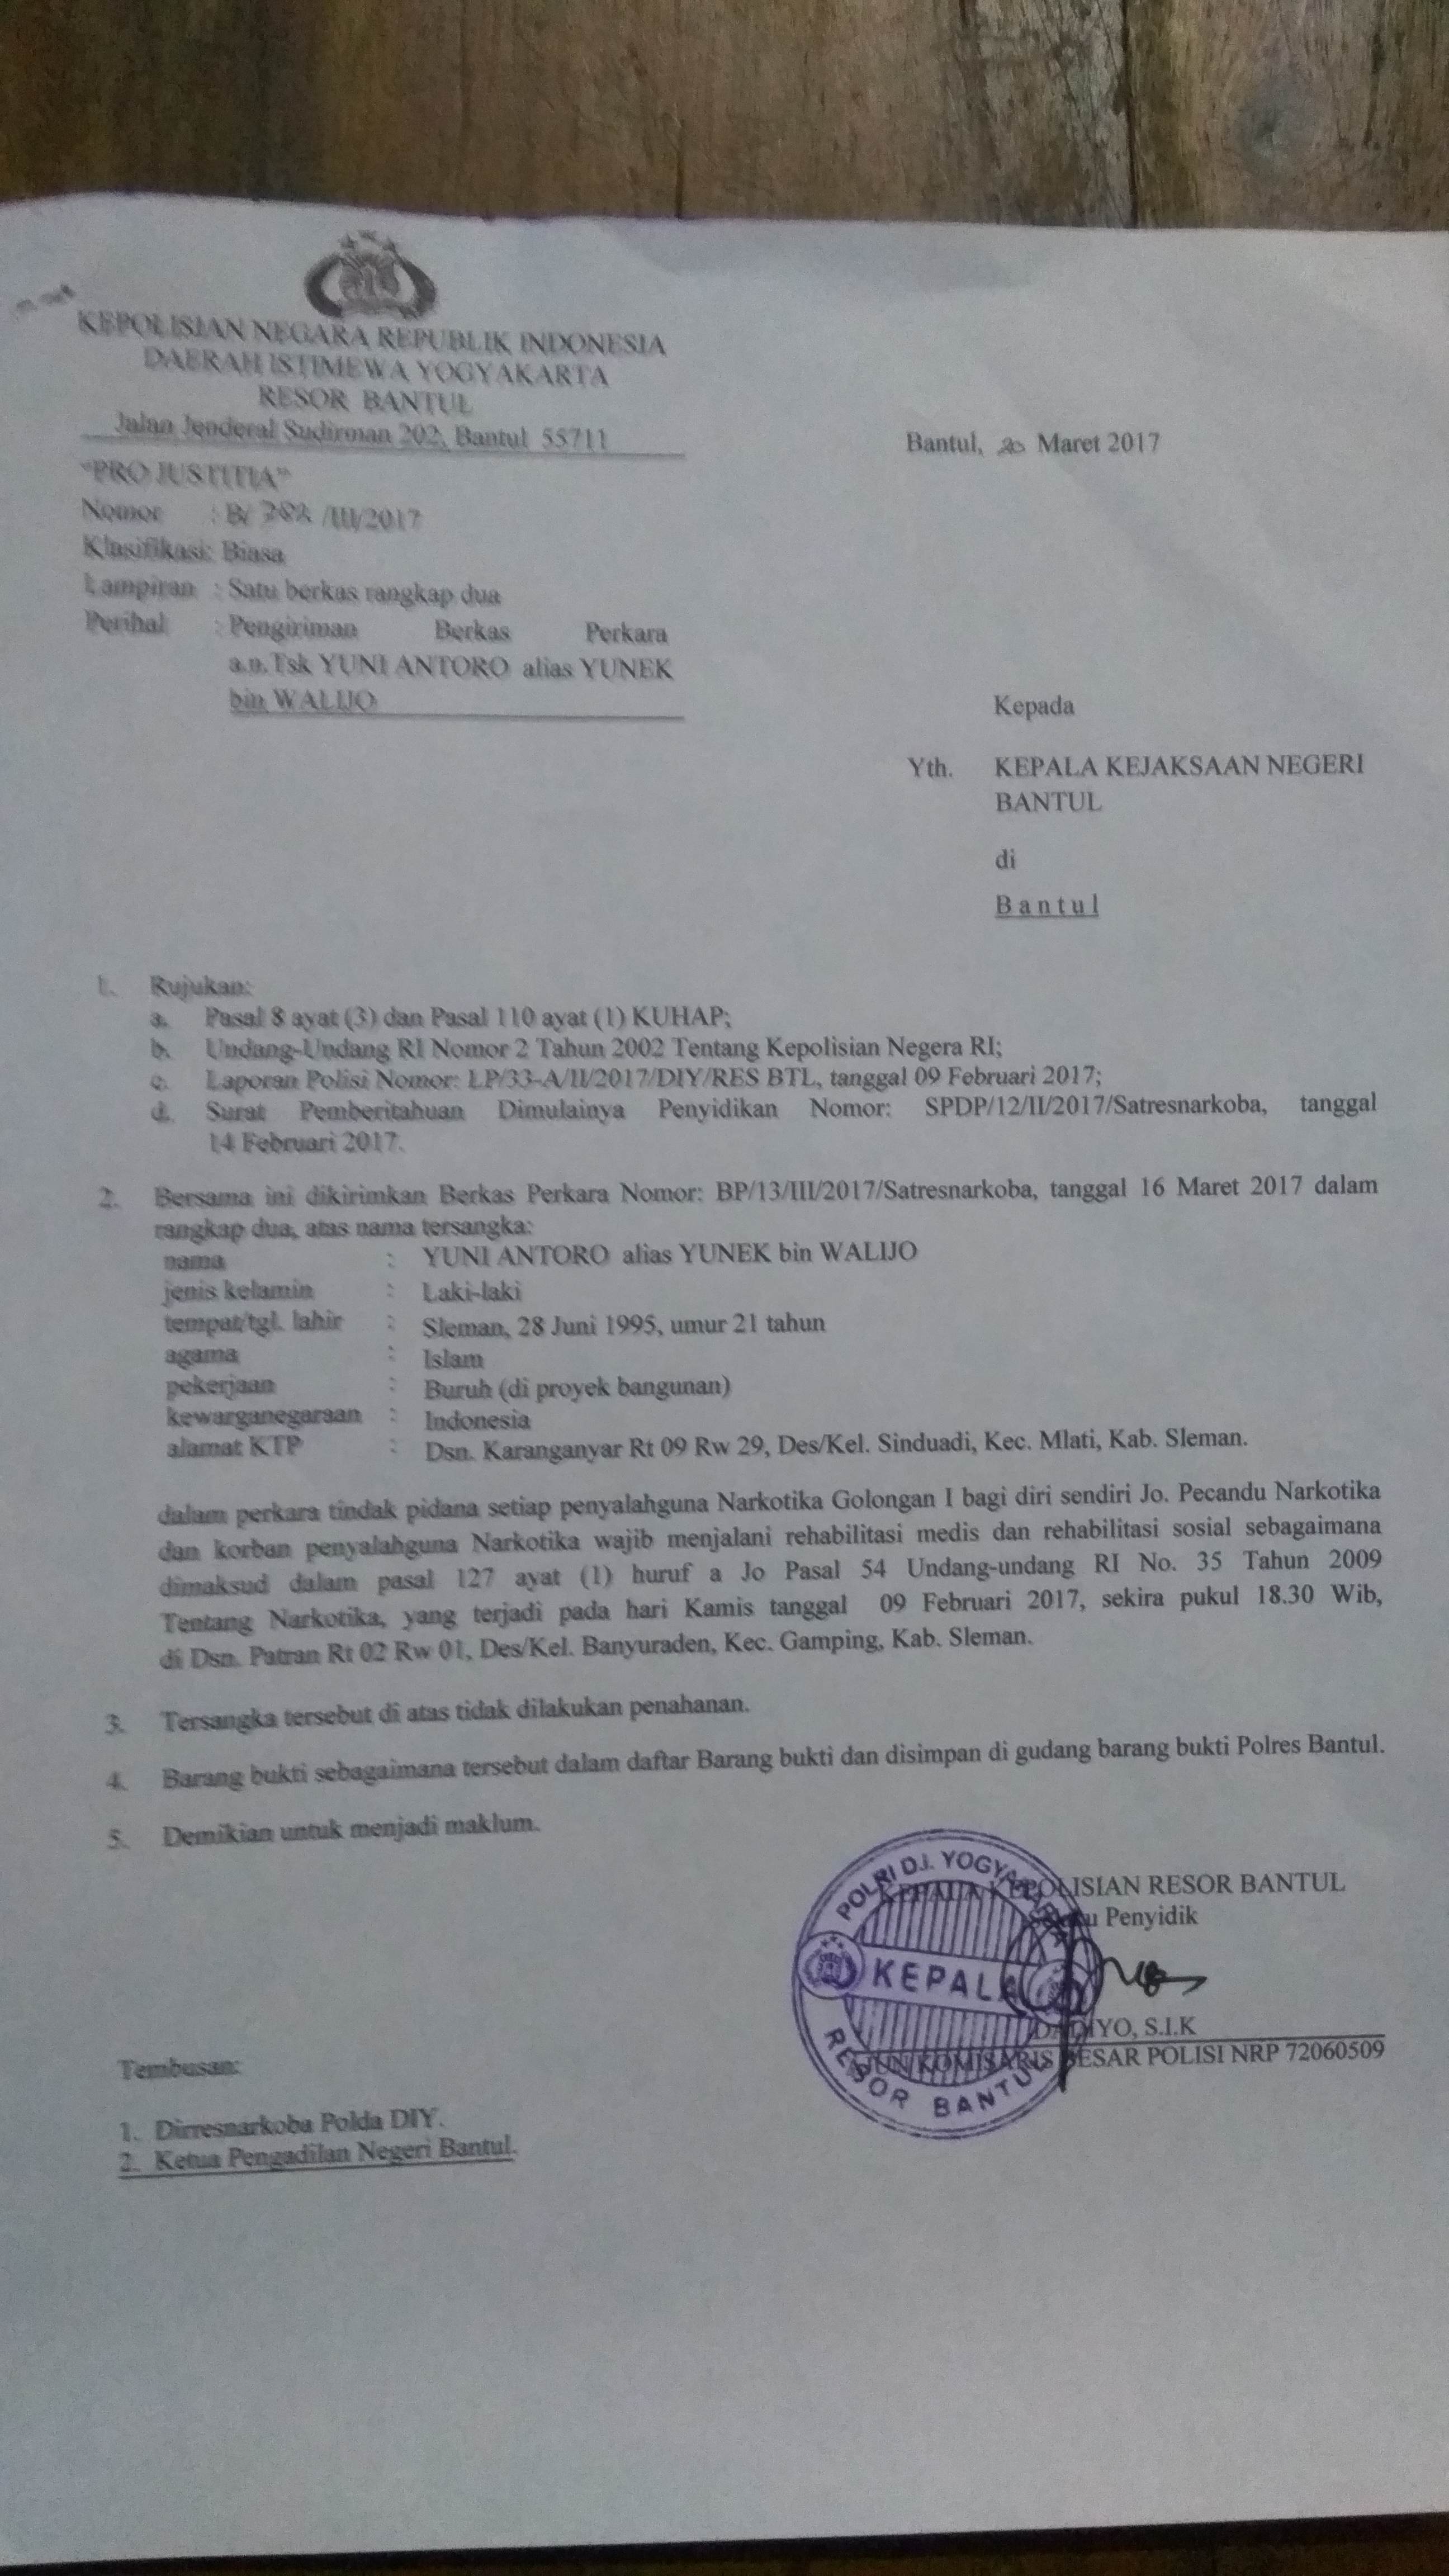 KEPOLISIAN NEGARA REPUBLIK INDONESIA
DAERAH ISTIMEWA YOGYAKARTA
RESOR BANTUL
Jalan Jenderal Sudirman 202, Bantul 55711
Bantul, Maret 2017
"PRO JUSTITIA"
Nomor : B/ /III/2017
Klasifikasi: Biasa
Lampiran : Satu berkas rangkap dua
Perihal : Pengiriman Berkas Perkara
a.n.Tsk YUNI ANTORO alias YUNEK
bin WALIJO
Kepada
Yth. KEPALA KEJAKSAAN NEGERI
BANTUL
di
Bantul
1. Rujukan:
a. Pasal 8 ayat (3) dan Pasal 110 ayat (1) KUHAP;
b. Undang-Undang RI Nomor 2 Tahun 2002 Tentang Kepolisian Negera RI;
c. Laporan Polisi Nomor: LP/33-A/II/2017/DIY/RES BTL, tanggal 09 Februari 2017;
d. Surat Pemberitahuan Dimulainya Penyidikan Nomor: SPDP/12/II/2017/Satresnarkoba, tanggal
14 Februari 2017.
2. Bersama ini dikirimkan Berkas Perkara Nomor: BP/13/III/2017/Satresnarkoba, tanggal 16 Maret 2017 dalam
rangkap dua, atas nama tersangka:
nama : YUNI ANTORO alias YUNEK bin WALIJO
jenis kelamin : Laki-laki
tempat/tgl. lahir : Sleman, 28 Juni 1995, umur 21 tahun
agama : Islam
pekerjaan : Buruh (di proyek bangunan)
kewarganegaraan : Indonesia
alamat KTP : Dsn. Karanganyar Rt 09 Rw 29, Des/Kel. Sinduadi, Kec. Mlati, Kab. Sleman.
dalam perkara tindak pidana setiap penyalahguna Narkotika Golongan I bagi diri sendiri Jo. Pecandu Narkotika
dan korban penyalahguna Narkotika wajib menjalani rehabilitasi medis dan rehabilitasi sosial sebagaimana
dimaksud dalam pasal 127 ayat (1) huruf a Jo Pasal 54 Undang-undang RI No. 35 Tahun 2009
Tentang Narkotika, yang terjadi pada hari Kamis tanggal 09 Februari 2017, sekira pukul 18.30 Wib,
di Dsn. Patran Rt 02 Rw 01, Des/Kel. Banyuraden, Kec. Gamping, Kab. Sleman.
3. Tersangka tersebut di atas tidak dilakukan penahanan.
4. Barang bukti sebagaimana tersebut dalam daftar Barang bukti dan disimpan di gudang barang bukti Polres Bantul.
5. Demikian untuk menjadi maklum.
KEPALA KEPOLISIAN RESOR BANTUL
Penyidik
POLRI D.I. YOGYAKARTA
KEPALA
RESOR BANTUL
S.I.K
KOMISARIS BESAR POLISI NRP 72060509
Tembusan:
1. Dirresnarkoba Polda DIY.
2. Ketua Pengadilan Negeri Bantul.